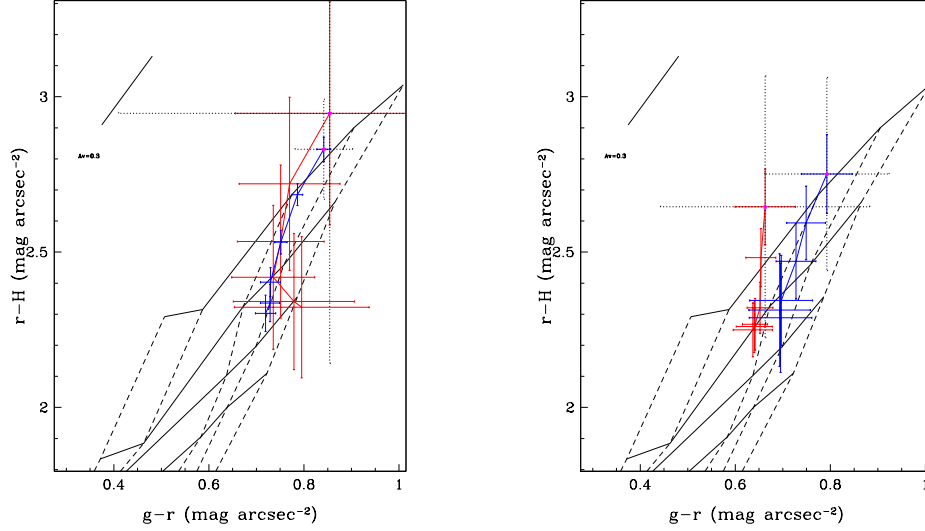 3
2.5
2
r−H (mag arcsec−2)
Av=0.3
0.4 0.6 0.8 1
g−r (mag arcsec−2)
3
2.5
2
r−H (mag arcsec−2)
Av=0.3
0.4 0.6 0.8 1
g−r (mag arcsec−2)